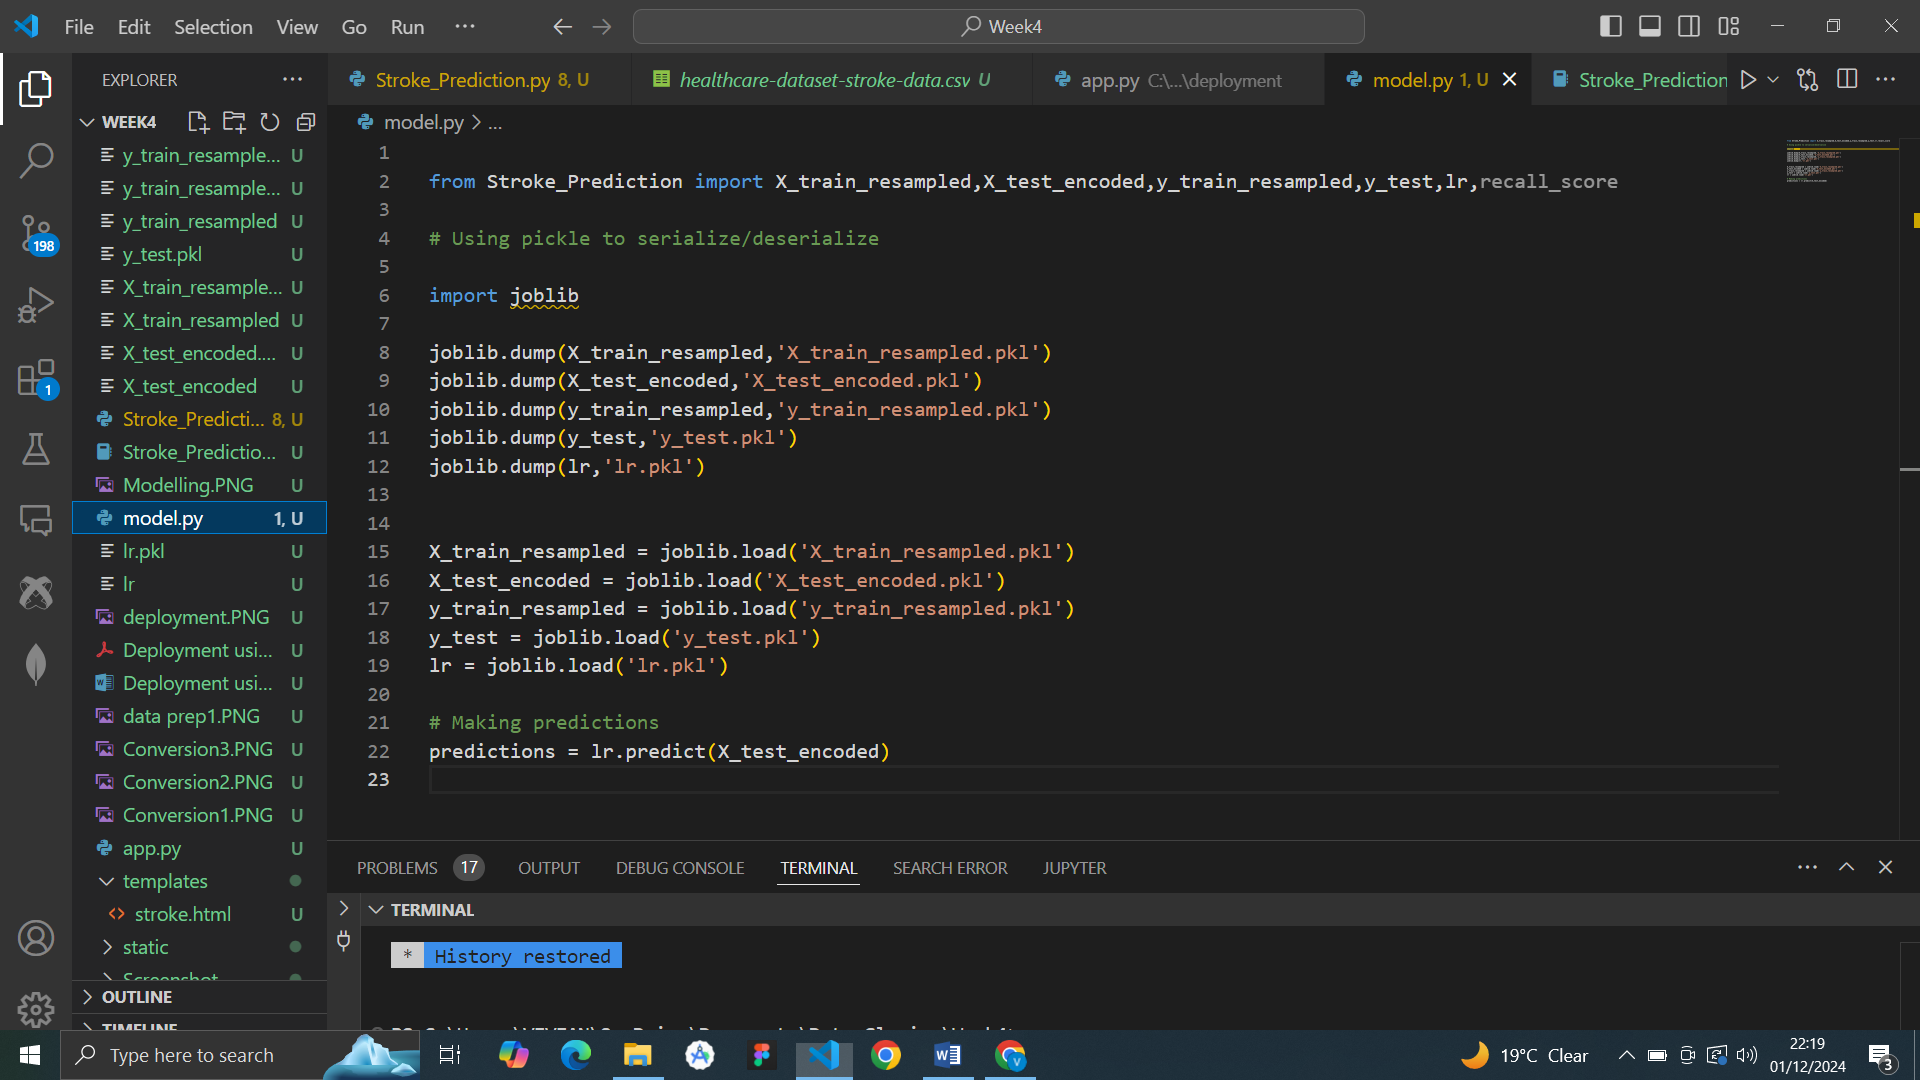 File Edit Selection View Go Run ...
Week4
EXPLORER
Stroke_Prediction.py 8, U
healthcare-dataset-stroke-data.csv U
app.py C:\...\deployment
model.py 1, U
Stroke_Prediction
WEEK4
y_train_resample... U
y_train_resample... U
y_train_resampled U
y_test.pkl U
X_train_resample... U
X_train_resampled U
X_test_encoded.... U
X_test_encoded U
Stroke_Predicti... 8, U
Stroke_Predictio... U
Modelling.PNG U
model.py 1, U
lr.pkl U
lr U
deployment.PNG U
Deployment usi... U
Deployment usi... U
data prep1.PNG U
Conversion3.PNG U
Conversion2.PNG U
Conversion1.PNG U
app.py U
templates
stroke.html U
static
Screenshot
OUTLINE
TIMELINE
198
1
model.py > ...
1
2 from Stroke_Prediction import X_train_resampled,X_test_encoded,y_train_resampled,y_test,lr,recall_score
3
4 # Using pickle to serialize/deserialize
5
6 import joblib
7
8 joblib.dump(X_train_resampled,'X_train_resampled.pkl')
9 joblib.dump(X_test_encoded,'X_test_encoded.pkl')
10 joblib.dump(y_train_resampled,'y_train_resampled.pkl')
11 joblib.dump(y_test,'y_test.pkl')
12 joblib.dump(lr,'lr.pkl')
13
14
15 X_train_resampled = joblib.load('X_train_resampled.pkl')
16 X_test_encoded = joblib.load('X_test_encoded.pkl')
17 y_train_resampled = joblib.load('y_train_resampled.pkl')
18 y_test = joblib.load('y_test.pkl')
19 lr = joblib.load('lr.pkl')
20
21 # Making predictions
22 predictions = lr.predict(X_test_encoded)
23
PROBLEMS 17 OUTPUT DEBUG CONSOLE TERMINAL SEARCH ERROR JUPYTER
TERMINAL
* History restored
Type here to search
19°C Clear
22:19
01/12/2024
3